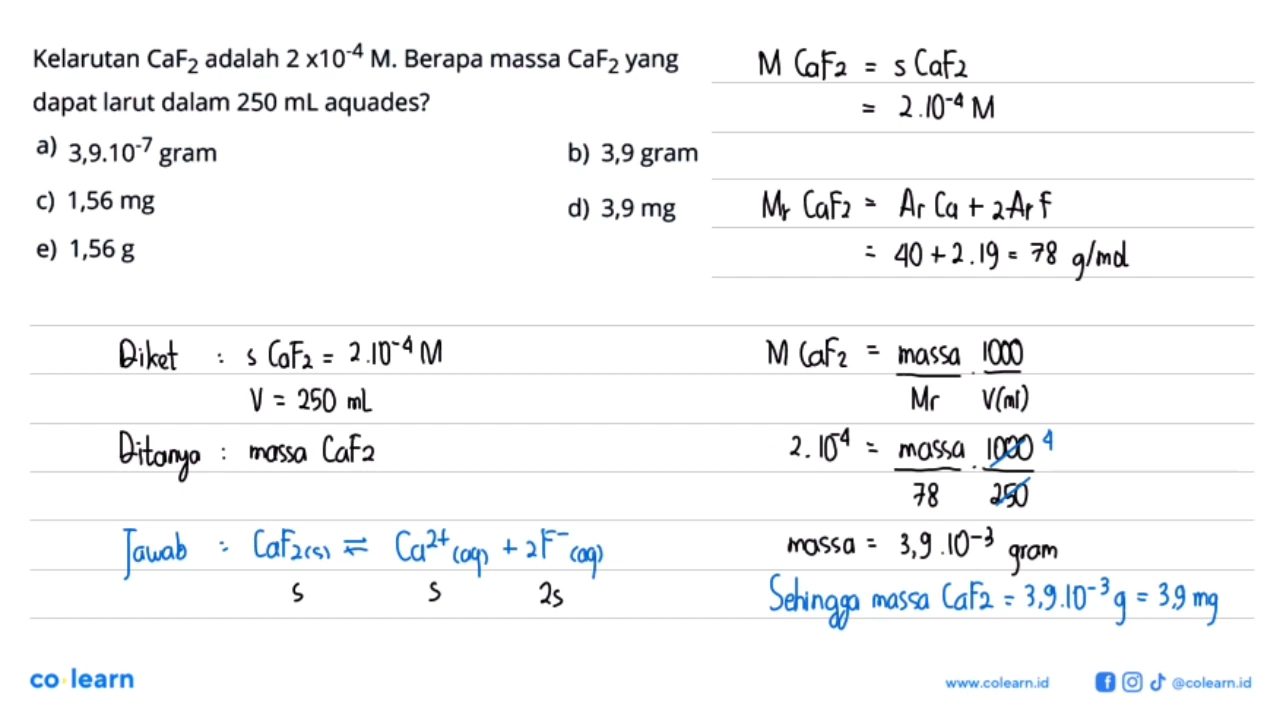 Kelarutan CaF₂ adalah 2 x10⁻⁴ M. Berapa massa CaF₂ yang
dapat larut dalam 250 mL aquades?
a) 3,9.10⁻⁷ gram
b) 3,9 gram
c) 1,56 mg
d) 3,9 mg
e) 1,56 g
Diket : s CaF2 = 2.10⁻⁴ M
V = 250 mL
Ditanya : massa CaF2
Jawab : CaF2(s) ⇌ Ca²⁺(aq) + 2F⁻(aq)
s s 2s
M CaF2 = s CaF2
= 2.10⁻⁴ M
Mr CaF2 = Ar Ca + 2Ar F
= 40 + 2.19 = 78 g/mol
M CaF2 = massa . 1000
Mr V(ml)
2.10⁻⁴ = massa . 1000 4
78 250
massa = 3,9.10⁻³ gram
Sehingga massa CaF2 = 3,9.10⁻³ g = 3,9 mg
co learn
www.colearn.id
@colearn.id